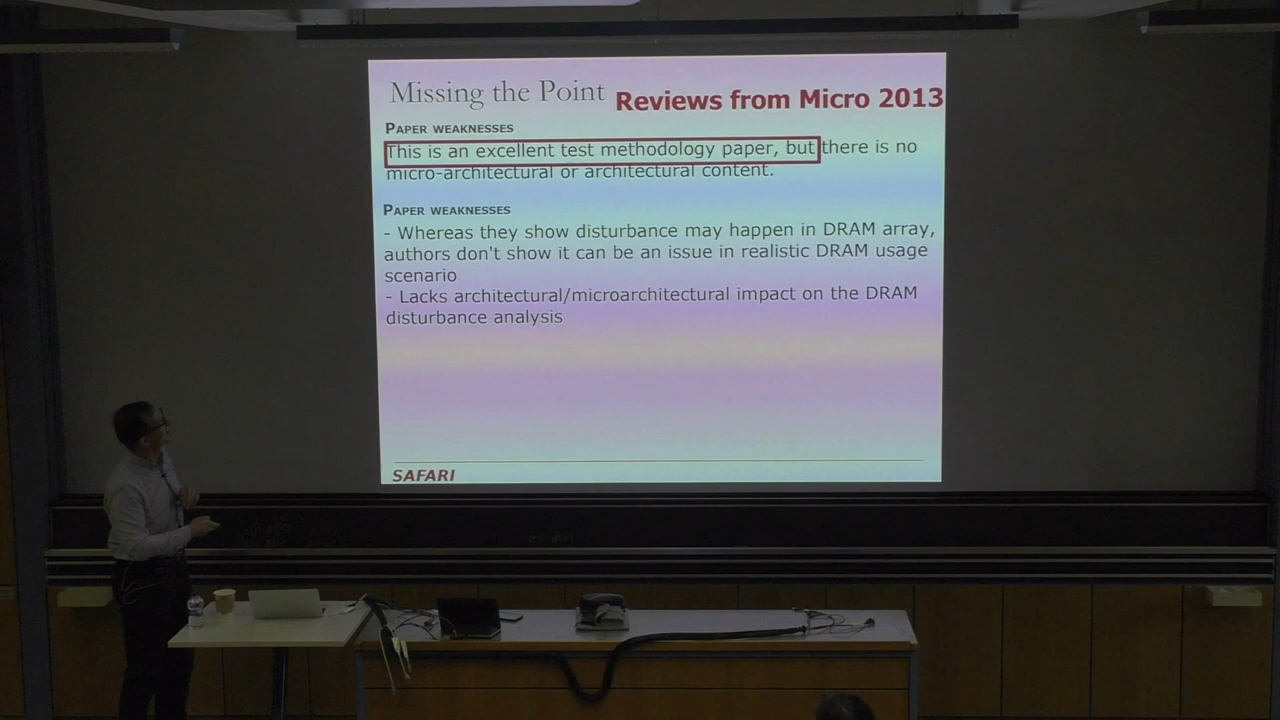 Missing the Point Reviews from Micro 2013
PAPER WEAKNESSES
This is an excellent test methodology paper, but there is no
micro-architectural or architectural content.
PAPER WEAKNESSES
- Whereas they show disturbance may happen in DRAM array,
authors don't show it can be an issue in realistic DRAM usage
scenario
- Lacks architectural/microarchitectural impact on the DRAM
disturbance analysis
SAFARI